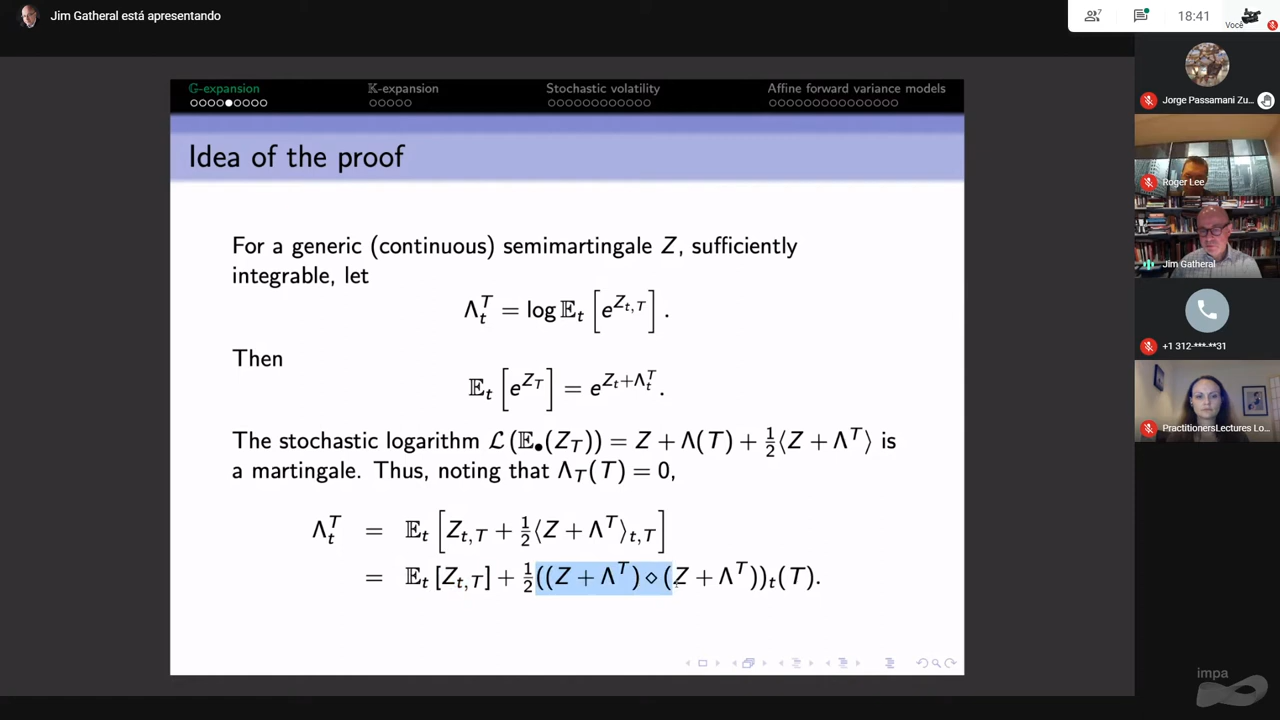 Jim Gatheral está apresentando
7
18:41
Você
G-expansion
𝕂-expansion
Stochastic volatility
Affine forward variance models
Idea of the proof
For a generic (continuous) semimartingale Z, sufficiently
integrable, let
Λ_t^T = log 𝔼_t [e^{Z_{t,T}}].
Then
𝔼_t [e^{Z_T}] = e^{Z_t+Λ_t^T}.
The stochastic logarithm ℒ(𝔼_•(Z_T)) = Z + Λ(T) + ½⟨Z + Λ^T⟩ is
a martingale. Thus, noting that Λ_T(T) = 0,
Λ_t^T = 𝔼_t [Z_{t,T} + ½⟨Z + Λ^T⟩_{t,T}]
= 𝔼_t [Z_{t,T}] + ½((Z + Λ^T) ⋄ (Z + Λ^T))_t(T).
Jorge Passamani Zu...
Roger Lee
Jim Gatheral
+1 312-***-**31
PractitionersLectures Lo...
impa